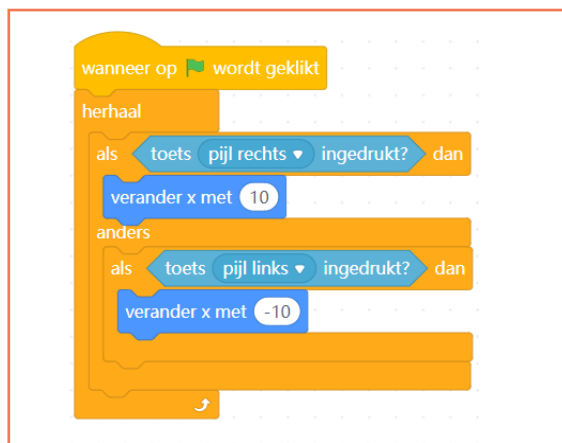 wanneer op wordt geklikt
herhaal
als toets pijl rechts ingedrukt? dan
verander x met 10
anders
als toets pijl links ingedrukt? dan
verander x met -10